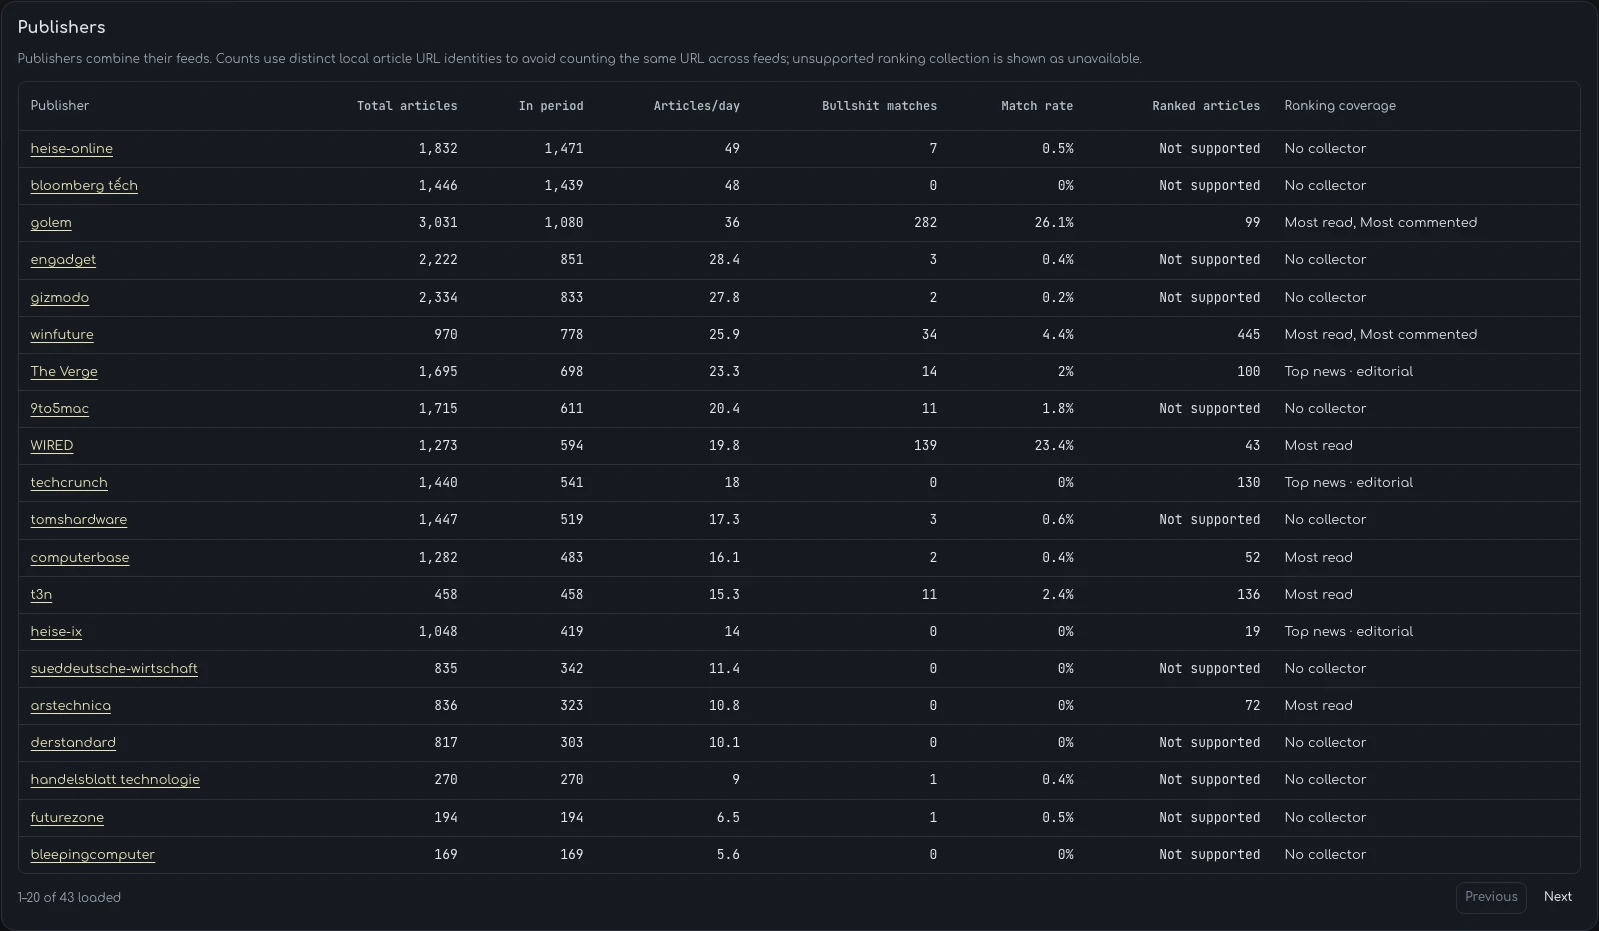 Publishers
Publishers combine their feeds. Counts use distinct local article URL identities to avoid counting the same URL across feeds; unsupported ranking collection is shown as unavailable.
Publisher Total articles In period Articles/day Bullshit matches Match rate Ranked articles Ranking coverage
heise-online 1,832 1,471 49 7 0.5% Not supported No collector
bloomberg tếch 1,446 1,439 48 0 0% Not supported No collector
golem 3,031 1,080 36 282 26.1% 99 Most read, Most commented
engadget 2,222 851 28.4 3 0.4% Not supported No collector
gizmodo 2,334 833 27.8 2 0.2% Not supported No collector
winfuture 970 778 25.9 34 4.4% 445 Most read, Most commented
The Verge 1,695 698 23.3 14 2% 100 Top news · editorial
9to5mac 1,715 611 20.4 11 1.8% Not supported No collector
WIRED 1,273 594 19.8 139 23.4% 43 Most read
techcrunch 1,440 541 18 0 0% 130 Top news · editorial
tomshardware 1,447 519 17.3 3 0.6% Not supported No collector
computerbase 1,282 483 16.1 2 0.4% 52 Most read
t3n 458 458 15.3 11 2.4% 136 Most read
heise-ix 1,048 419 14 0 0% 19 Top news · editorial
sueddeutsche-wirtschaft 835 342 11.4 0 0% Not supported No collector
arstechnica 836 323 10.8 0 0% 72 Most read
derstandard 817 303 10.1 0 0% Not supported No collector
handelsblatt technologie 270 270 9 1 0.4% Not supported No collector
futurezone 194 194 6.5 1 0.5% Not supported No collector
bleepingcomputer 169 169 5.6 0 0% Not supported No collector
1–20 of 43 loaded Previous Next